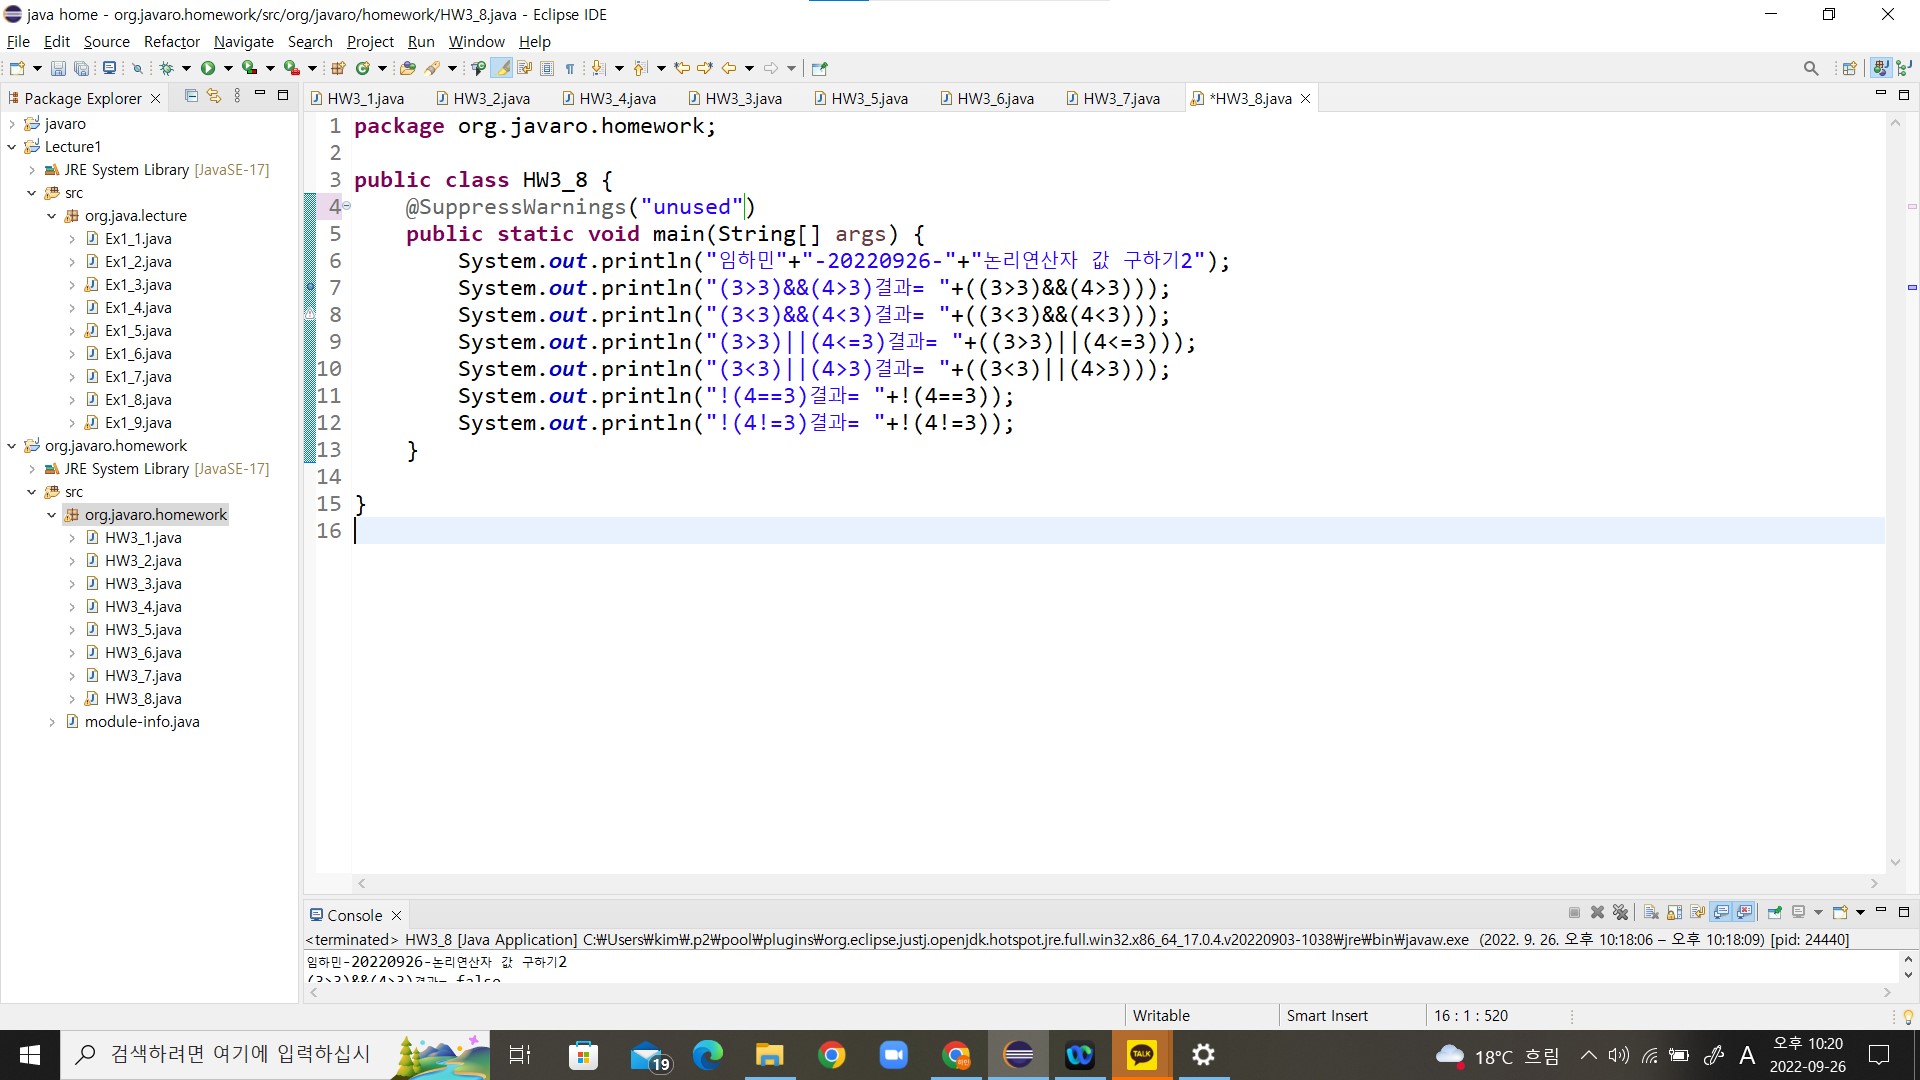 java home - org.javaro.homework/src/org/javaro/homework/HW3_8.java - Eclipse IDE
File Edit Source Refactor Navigate Search Project Run Window Help
Package Explorer
HW3_1.java HW3_2.java HW3_4.java HW3_3.java HW3_5.java HW3_6.java HW3_7.java *HW3_8.java
javaro
Lecture1
JRE System Library [JavaSE-17]
src
org.java.lecture
Ex1_1.java
Ex1_2.java
Ex1_3.java
Ex1_4.java
Ex1_5.java
Ex1_6.java
Ex1_7.java
Ex1_8.java
Ex1_9.java
org.javaro.homework
JRE System Library [JavaSE-17]
src
org.javaro.homework
HW3_1.java
HW3_2.java
HW3_3.java
HW3_4.java
HW3_5.java
HW3_6.java
HW3_7.java
HW3_8.java
module-info.java
1 package org.javaro.homework;
2
3 public class HW3_8 {
4 @SuppressWarnings("unused")
5 public static void main(String[] args) {
6 System.out.println("임하민"+"-20220926-"+"논리연산자 값 구하기2");
7 System.out.println("(3>3)&&(4>3)결과= "+((3>3)&&(4>3)));
8 System.out.println("(3<3)&&(4<3)결과= "+((3<3)&&(4<3)));
9 System.out.println("(3>3)||(4<=3)결과= "+((3>3)||(4<=3)));
10 System.out.println("(3<3)||(4>3)결과= "+((3<3)||(4>3)));
11 System.out.println("!(4==3)결과= "+!(4==3));
12 System.out.println("!(4!=3)결과= "+!(4!=3));
13 }
14
15 }
16
Console
<terminated> HW3_8 [Java Application] C:₩Users₩kim₩.p2₩pool₩plugins₩org.eclipse.justj.openjdk.hotspot.jre.full.win32.x86_64_17.0.4.v20220903-1038₩jre₩bin₩javaw.exe (2022. 9. 26. 오후 10:18:06 – 오후 10:18:09) [pid: 24440]
임하민-20220926-논리연산자 값 구하기2
(3>3)&&(4>3)결과= false
Writable Smart Insert 16 : 1 : 520
검색하려면 여기에 입력하십시
19
TALK
18°C 흐림
A
오후 10:20
2022-09-26